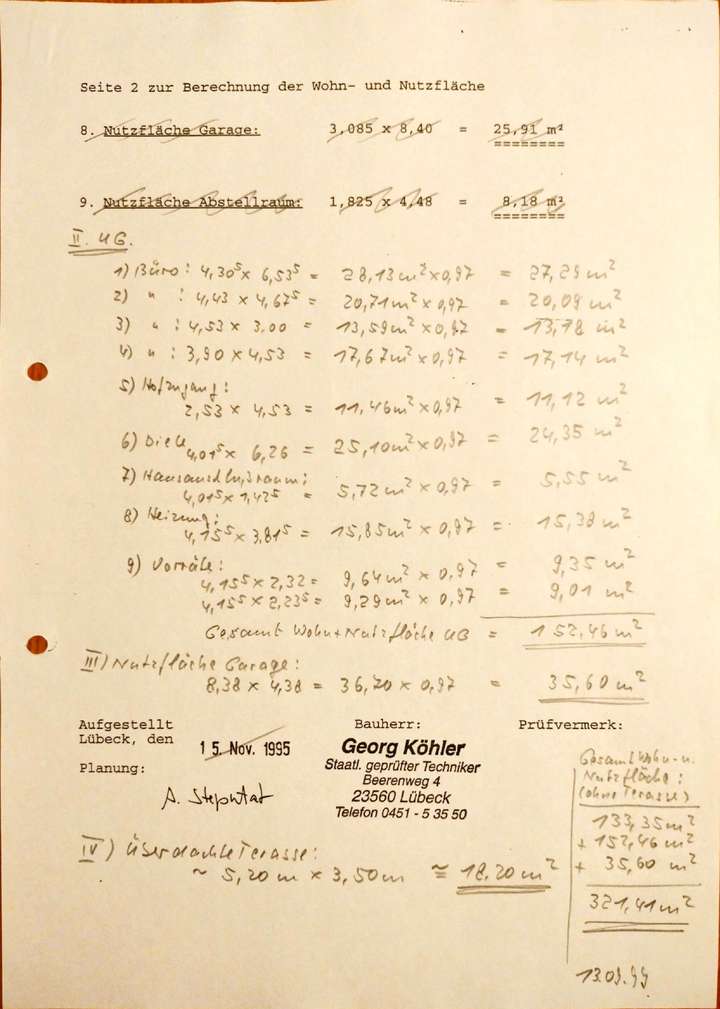 Seite 2 zur Berechnung der Wohn- und Nutzfläche
8. Nutzfläche Garage: 3,085 x 8,40 = 25,91 m²
========
9. Nutzfläche Abstellraum: 1,825 x 4,48 = 8,18 m²
========
II. UG.
1) Büro : 4,30⁵ x 6,53⁵ = 28,13 m² x 0,97 = 27,29 m²
2) " : 4,43 x 4,67⁵ = 20,71 m² x 0,97 = 20,09 m²
3) " : 4,53 x 3,00 = 13,59 m² x 0,97 = 13,18 m²
4) " : 3,90 x 4,53 = 17,67 m² x 0,97 = 17,14 m²
5) Hofzugang :
2,53 x 4,53 = 11,46 m² x 0,97 = 11,12 m²
6) Diele
4,01⁵ x 6,26 = 25,10 m² x 0,97 = 24,35 m²
7) Hausanschlußraum :
4,01⁵ x 1,42⁵ = 5,72 m² x 0,97 = 5,55 m²
8) Heizung :
4,15⁵ x 3,81⁵ = 15,85 m² x 0,97 = 15,38 m²
9) Vorräte :
4,15⁵ x 2,32 = 9,64 m² x 0,97 = 9,35 m²
4,15⁵ x 2,23⁵ = 9,29 m² x 0,97 = 9,01 m²
Gesamt Wohn + Nutzfläche UG = 152,46 m²
III) Nutzfläche Garage :
8,38 x 4,38 = 36,70 x 0,97 = 35,60 m²
Aufgestellt
Lübeck, den 15. Nov. 1995
Planung:
A. Steputat
Bauherr:
Georg Köhler
Staatl. geprüfter Techniker
Beerenweg 4
23560 Lübeck
Telefon 0451 - 5 35 50
Prüfvermerk:
Gesamt Wohn- u.
Nutzfläche :
(ohne Terasse)
133,35 m²
+ 152,46 m²
+ 35,60 m²
321,41 m²
IV) Überdachte Terasse :
~ 5,20 m x 3,50 m ≅ 18,20 m²
13.09.99